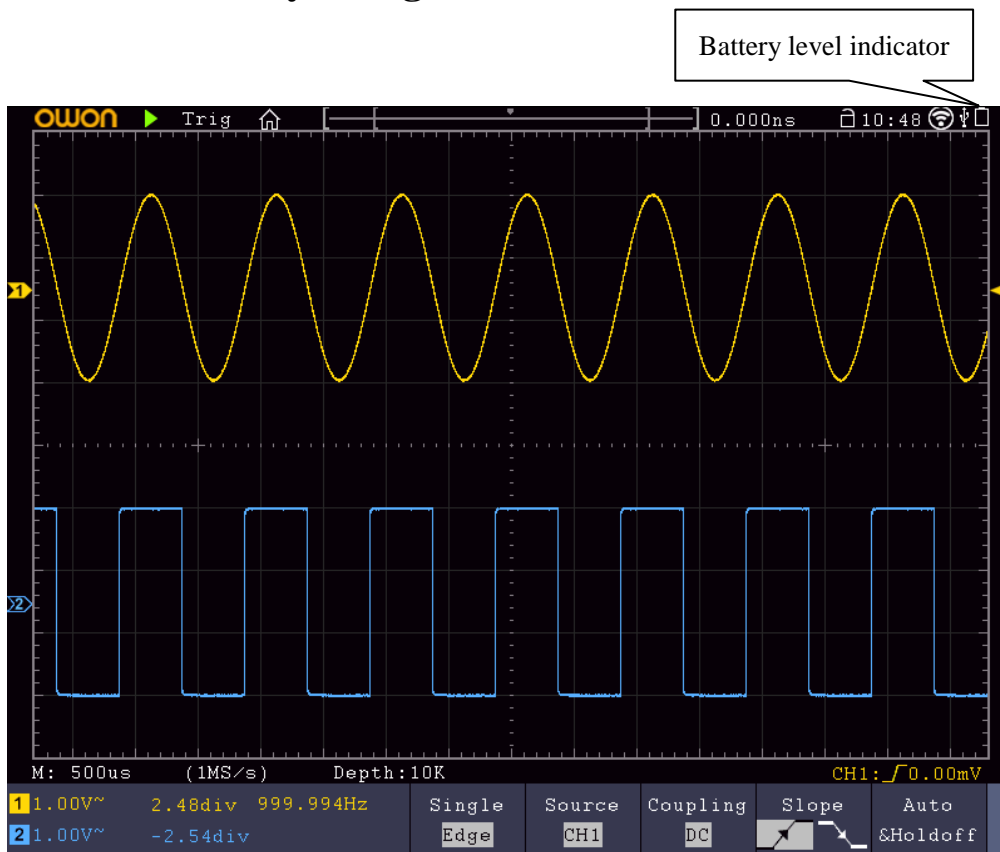 Battery level indicator
OWON Trig 0.000ns 10:48
1
2
M: 500us (1MS/s) Depth:10K CH1: 0.00mV
1 1.00V~ 2.48div 999.994Hz Single Source Coupling Slope Auto
2 1.00V~ -2.54div Edge CH1 DC &Holdoff